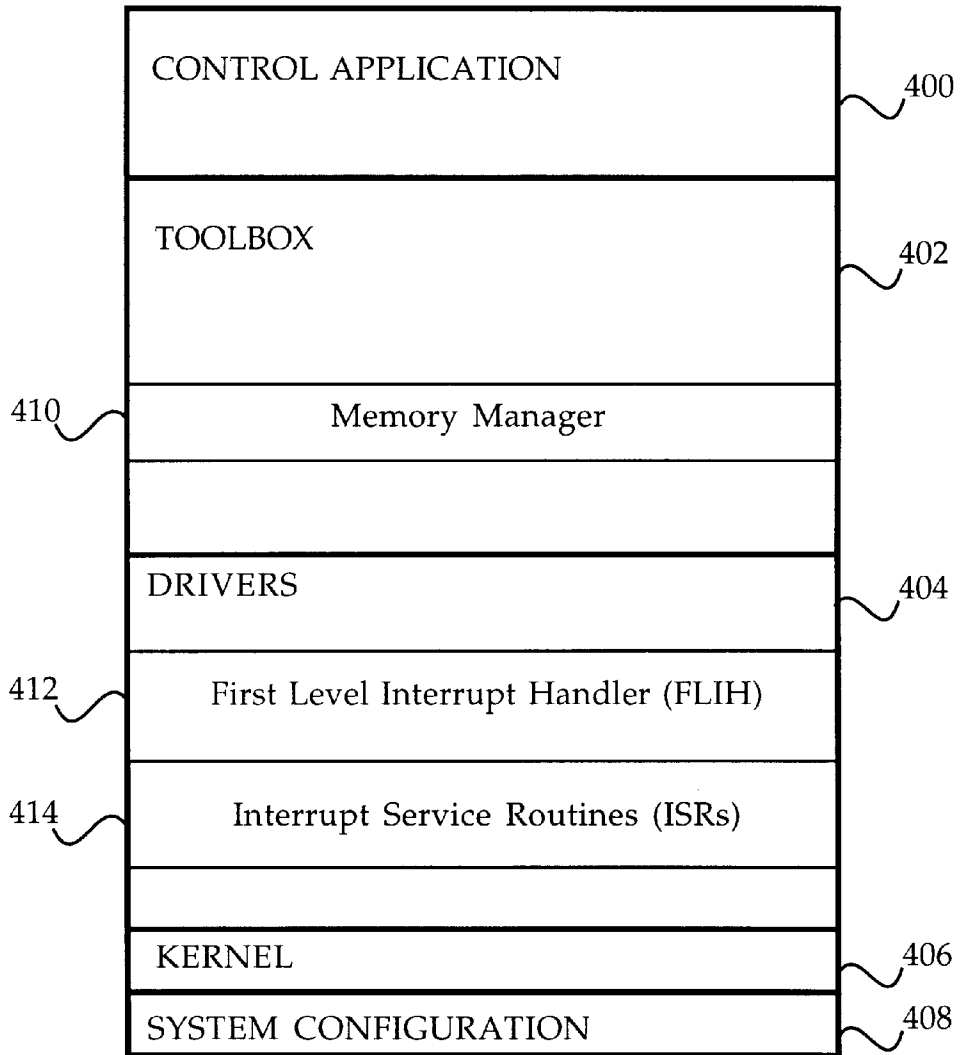 CONTROL APPLICATION
400
TOOLBOX
402
410
Memory Manager
DRIVERS
404
412
First Level Interrupt Handler (FLIH)
414
Interrupt Service Routines (ISRs)
KERNEL
406
SYSTEM CONFIGURATION
408